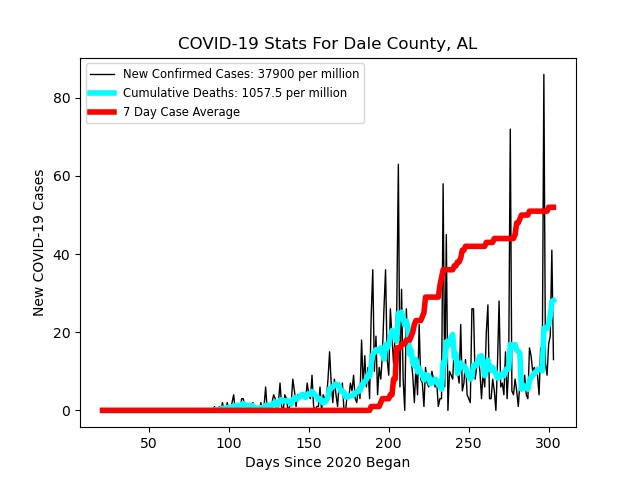 COVID-19 Stats For Dale County, AL
New Confirmed Cases: 37900 per million
Cumulative Deaths: 1057.5 per million
7 Day Case Average
New COVID-19 Cases
80
60
40
20
0
50 100 150 200 250 300
Days Since 2020 Began